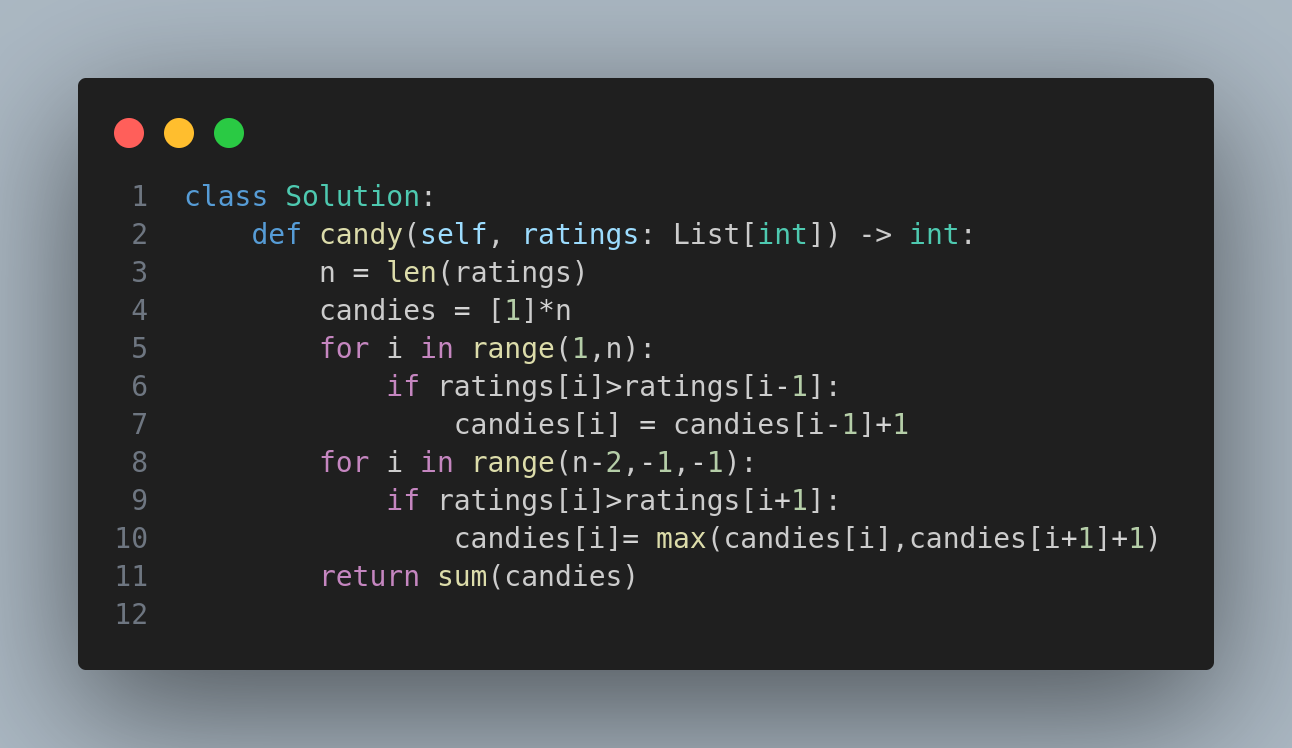 1 class Solution:
2     def candy(self, ratings: List[int]) -> int:
3         n = len(ratings)
4         candies = [1]*n
5         for i in range(1,n):
6             if ratings[i]>ratings[i-1]:
7                 candies[i] = candies[i-1]+1
8         for i in range(n-2,-1,-1):
9             if ratings[i]>ratings[i+1]:
10                 candies[i]= max(candies[i],candies[i+1]+1)
11         return sum(candies)
12